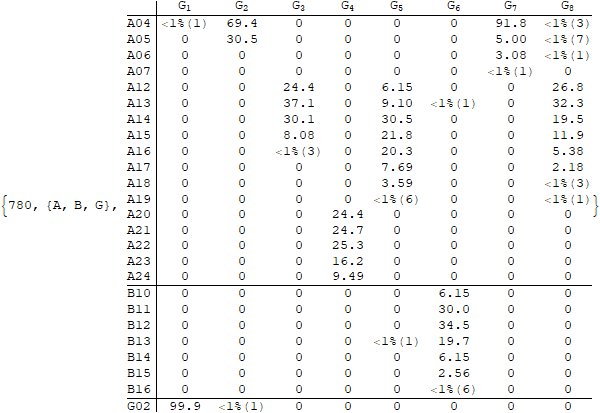 G₁ G₂ G₃ G₄ G₅ G₆ G₇ G₈
A04 <1%(1) 69.4 0 0 0 0 91.8 <1%(3)
A05 0 30.5 0 0 0 0 5.00 <1%(7)
A06 0 0 0 0 0 0 3.08 <1%(1)
A07 0 0 0 0 0 0 <1%(1) 0
A12 0 0 24.4 0 6.15 0 0 26.8
A13 0 0 37.1 0 9.10 <1%(1) 0 32.3
A14 0 0 30.1 0 30.5 0 0 19.5
A15 0 0 8.08 0 21.8 0 0 11.9
A16 0 0 <1%(3) 0 20.3 0 0 5.38
A17 0 0 0 0 7.69 0 0 2.18
A18 0 0 0 0 3.59 0 0 <1%(3)
{780, {A, B, G}, A19 0 0 0 0 <1%(6) 0 0 <1%(1) }
A20 0 0 0 24.4 0 0 0 0
A21 0 0 0 24.7 0 0 0 0
A22 0 0 0 25.3 0 0 0 0
A23 0 0 0 16.2 0 0 0 0
A24 0 0 0 9.49 0 0 0 0
B10 0 0 0 0 0 6.15 0 0
B11 0 0 0 0 0 30.0 0 0
B12 0 0 0 0 0 34.5 0 0
B13 0 0 0 0 <1%(1) 19.7 0 0
B14 0 0 0 0 0 6.15 0 0
B15 0 0 0 0 0 2.56 0 0
B16 0 0 0 0 0 <1%(6) 0 0
G02 99.9 <1%(1) 0 0 0 0 0 0